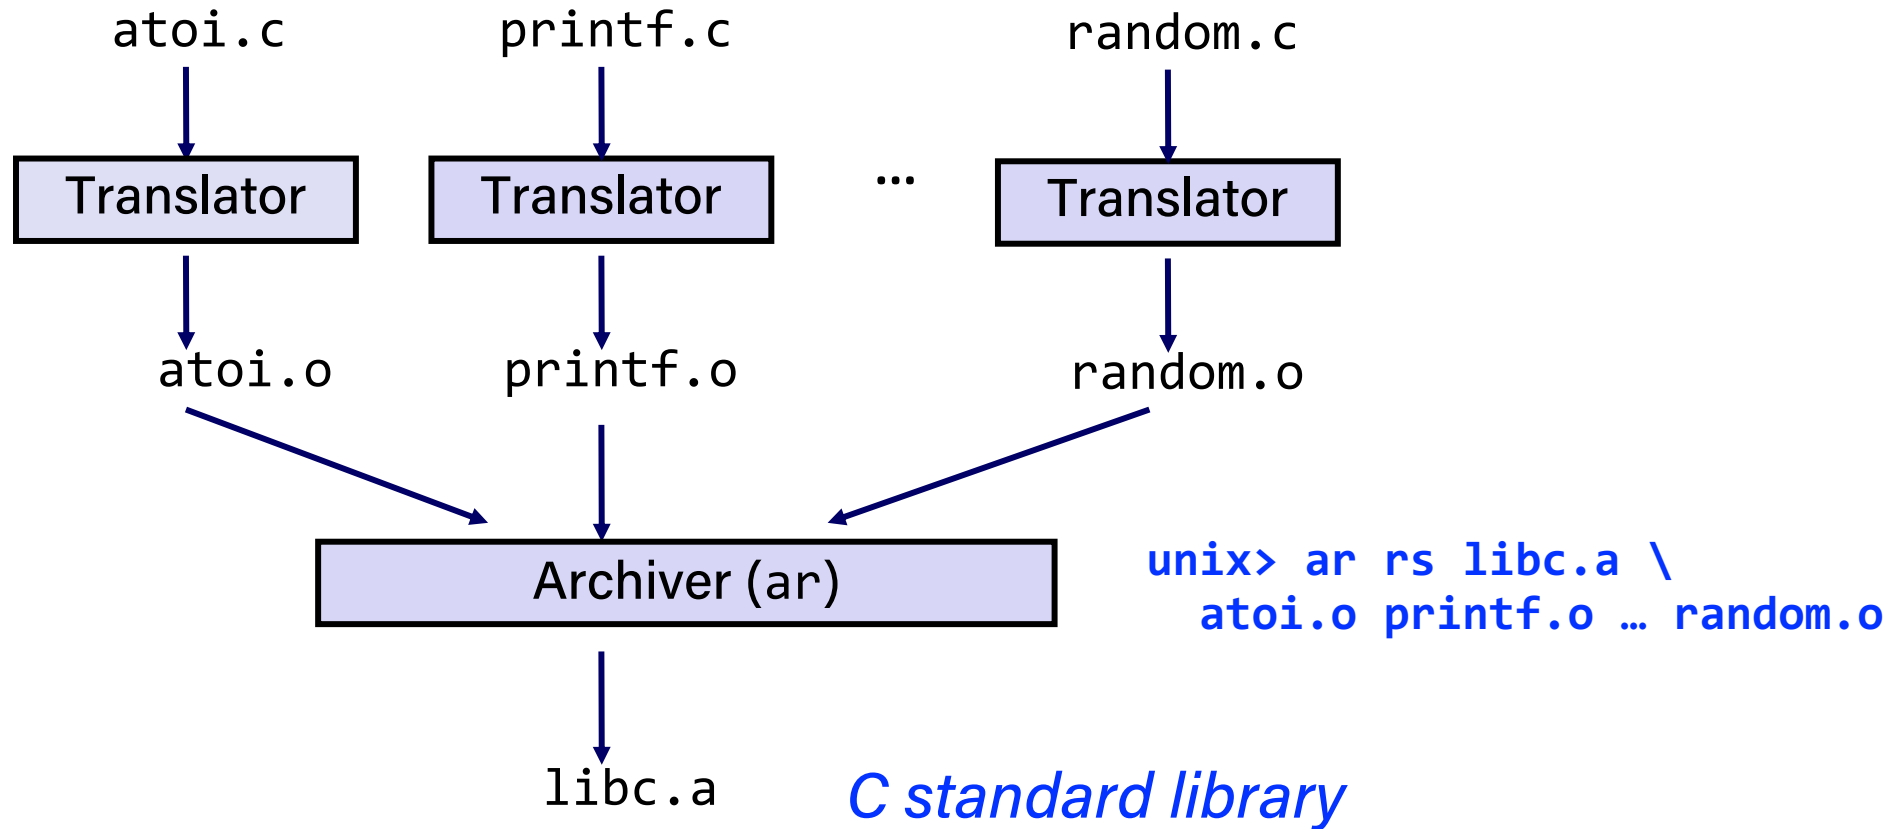 atoi.c
printf.c
random.c
Translator
Translator
...
Translator
atoi.o
printf.o
random.o
Archiver (ar)
unix> ar rs libc.a \
atoi.o printf.o … random.o
libc.a
C standard library